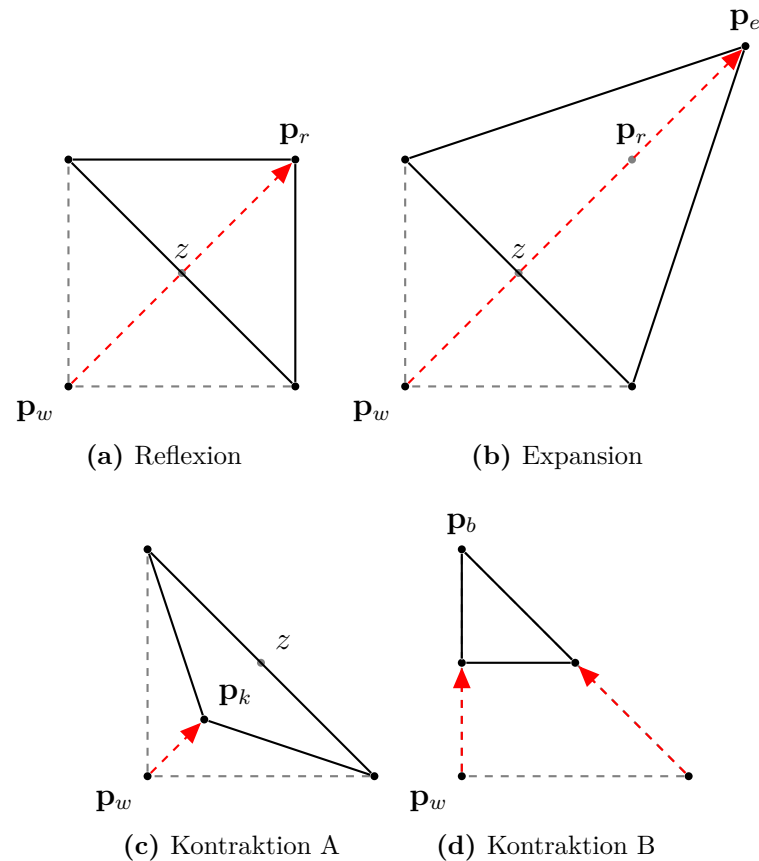 p_e
p_r
p_r
z
z
p_w
p_w
(a) Reflexion
(b) Expansion
p_b
z
p_k
p_w
p_w
(c) Kontraktion A
(d) Kontraktion B